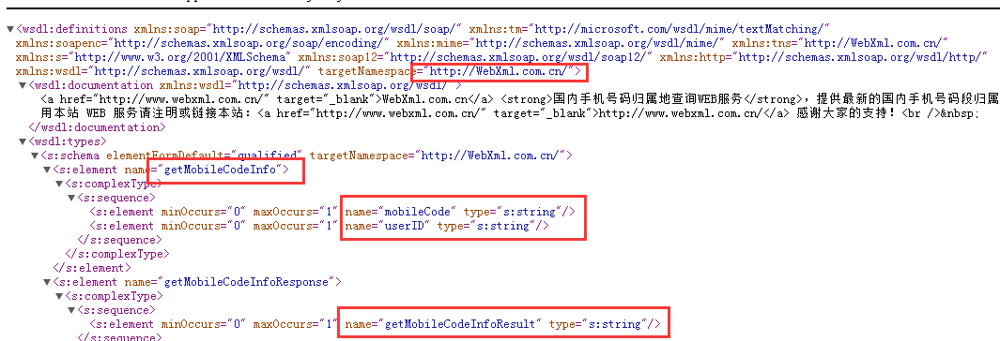 ▼<wsdl:definitions xmlns:soap="http://schemas.xmlsoap.org/wsdl/soap/" xmlns:tm="http://microsoft.com/wsdl/mime/textMatching/"
xmlns:soapenc="http://schemas.xmlsoap.org/soap/encoding/" xmlns:mime="http://schemas.xmlsoap.org/wsdl/mime/" xmlns:tns="http://WebXml.com.cn/"
xmlns:s="http://www.w3.org/2001/XMLSchema" xmlns:soap12="http://schemas.xmlsoap.org/wsdl/soap12/" xmlns:http="http://schemas.xmlsoap.org/wsdl/http/"
xmlns:wsdl="http://schemas.xmlsoap.org/wsdl/" targetNamespace="http://WebXml.com.cn/">
▼<wsdl:documentation xmlns:wsdl="http://schemas.xmlsoap.org/wsdl/">
<a href="http://www.webxml.com.cn/" target="_blank">WebXml.com.cn</a> <strong>国内手机号码归属地查询WEB服务</strong>，提供最新的国内手机号码段归属
用本站 WEB 服务请注明或链接本站：<a href="http://www.webxml.com.cn/" target="_blank">http://www.webxml.com.cn/</a> 感谢大家的支持！<br />&nbsp;
</wsdl:documentation>
▼<wsdl:types>
▼<s:schema elementFormDefault="qualified" targetNamespace="http://WebXml.com.cn/">
▼<s:element name="getMobileCodeInfo">
▼<s:complexType>
▼<s:sequence>
<s:element minOccurs="0" maxOccurs="1" name="mobileCode" type="s:string"/>
<s:element minOccurs="0" maxOccurs="1" name="userID" type="s:string"/>
</s:sequence>
</s:complexType>
</s:element>
▼<s:element name="getMobileCodeInfoResponse">
▼<s:complexType>
▼<s:sequence>
<s:element minOccurs="0" maxOccurs="1" name="getMobileCodeInfoResult" type="s:string"/>
</s:sequence>